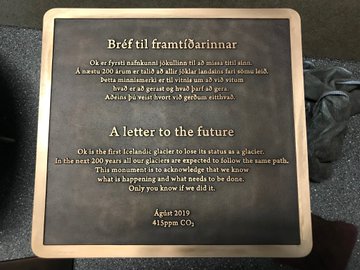 Bréf til framtíðarinnar
Ok er fyrsti nafnkunni jökullinn til að missa titil sinn.
Á næstu 200 árum er talið að allir jöklar landsins fari sömu leið.
Þetta minnismerki er til vitnis um að við vitum
hvað er að gerast og hvað þarf að gera.
Aðeins þú veist hvort við gerðum eitthvað.
A letter to the future
Ok is the first Icelandic glacier to lose its status as a glacier.
In the next 200 years all our glaciers are expected to follow the same path.
This monument is to acknowledge that we know
what is happening and what needs to be done.
Only you know if we did it.
Ágúst 2019
415ppm CO₂